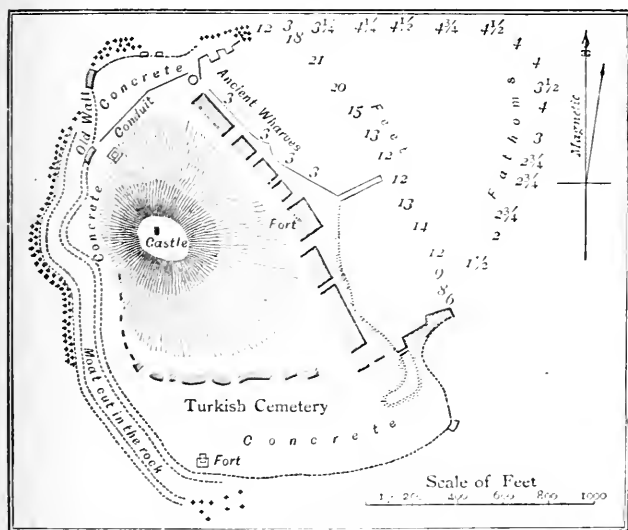 12 3 3¼ 4¼ 4½ 4¾ 4½
18 4
21 4
20 3½
15 4
13 3
12 2¾
12 2¾
13 2¾
14 2
12 1½
9
8
6
Feet
Fathoms
Magnetic
Concrete
Conduit
Old Wall
Ancient Wharves
3
3
3
3
Concrete
Castle
Fort
Moat cut in the rock
Turkish Cemetery
Concrete
Fort
Scale of Feet
200 400 600 800 1000